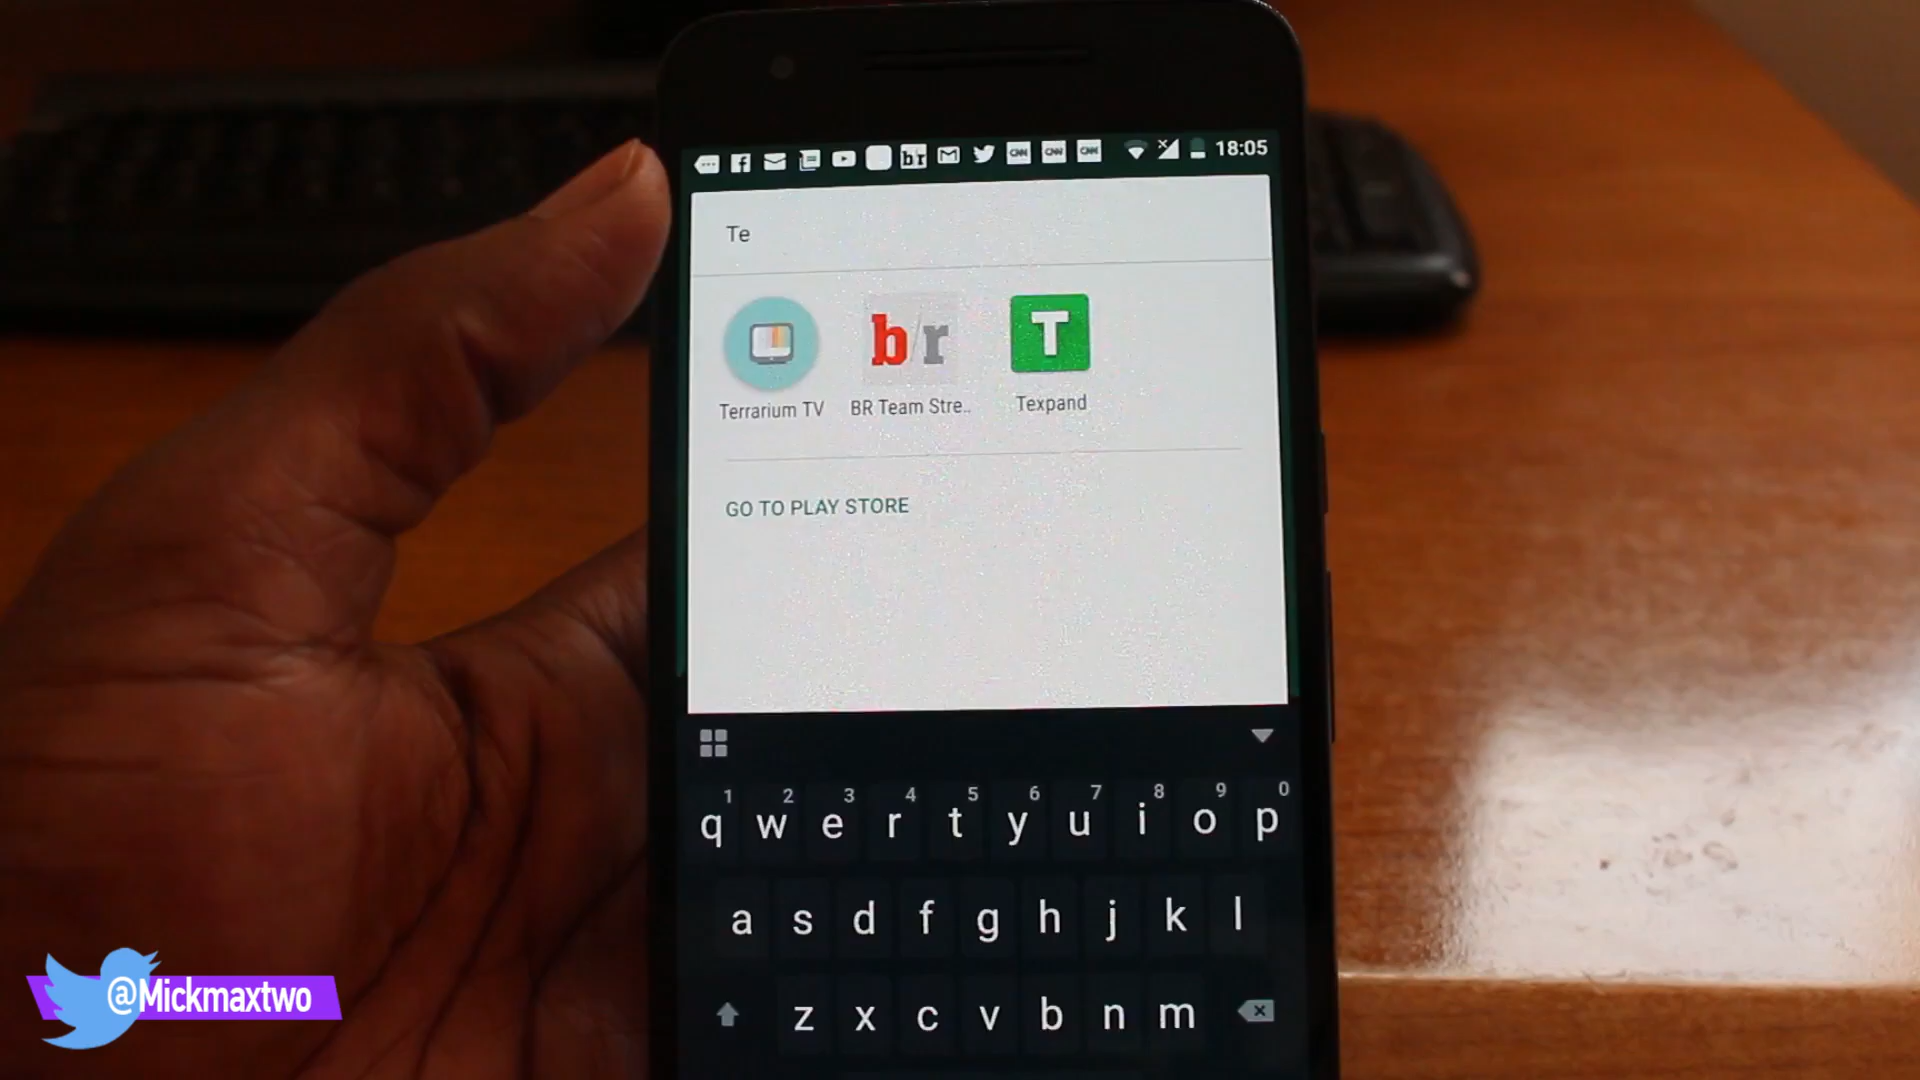 18:05
Te
b/r
T
Terrarium TV
BR Team Stre..
Texpand
GO TO PLAY STORE
1 2 3 4 5 6 7 8 9 0
q w e r t y u i o p
a s d f g h j k l
z x c v b n m
@Mickmaxtwo